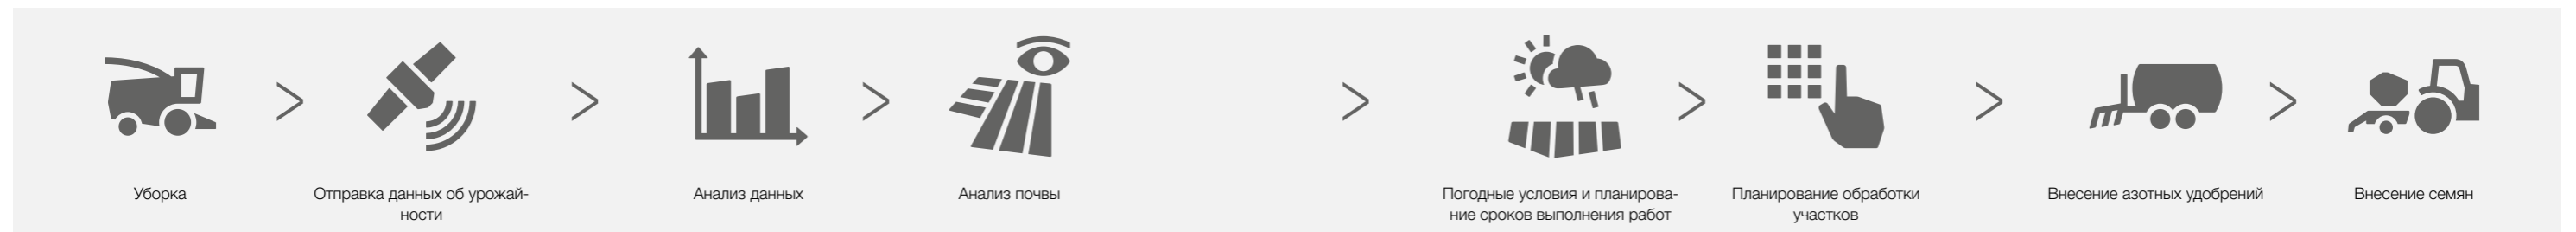 Уборка
Отправка данных об урожай-
ности
Анализ данных
Анализ почвы
Погодные условия и планирова-
ние сроков выполнения работ
Планирование обработки
участков
Внесение азотных удобрений
Внесение семян